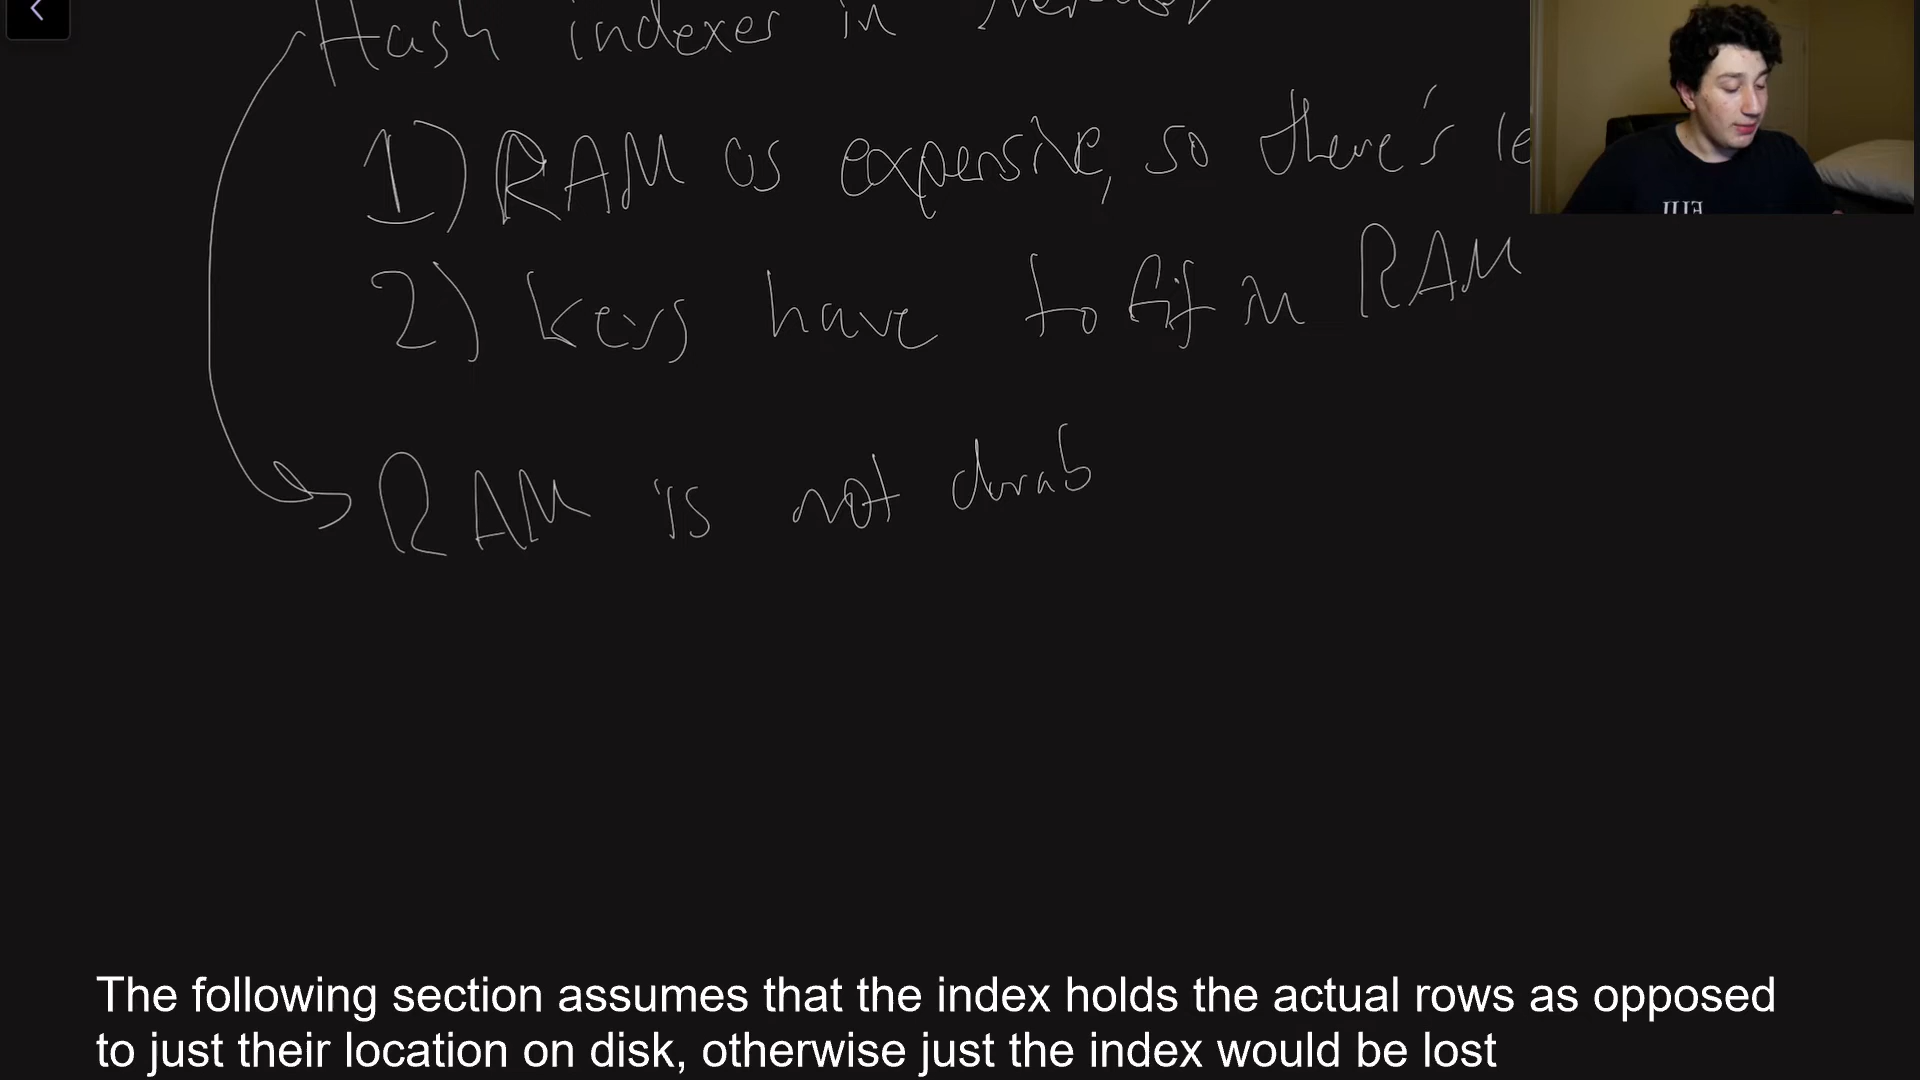 Hash indexes in memory
1) RAM is expensive, so there's le
2) keys have to fit in RAM
RAM is not durab
The following section assumes that the index holds the actual rows as opposed
to just their location on disk, otherwise just the index would be lost